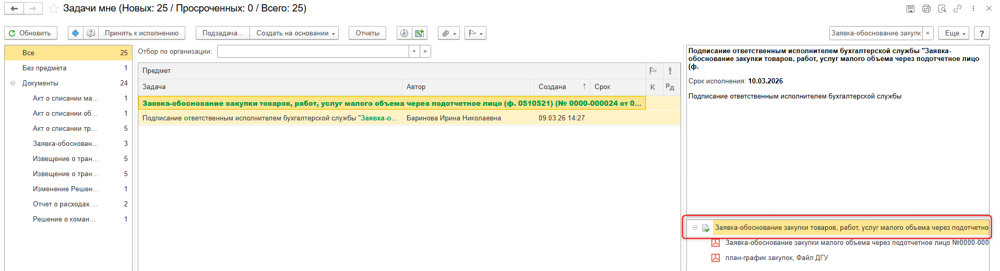 Задачи мне (Новых: 25 / Просроченных: 0 / Всего: 25)
Обновить
Принять к исполнению
Подзадача...
Создать на основании
Отчеты
Заявка-обоснование закупк
×
Еще
?
Все 25
Без предмета 1
Документы 24
Акт о списании ма... 1
Акт о списании об... 1
Акт о списании тр... 5
Заявка-обоснован... 3
Извещение о тран... 5
Извещение о тран... 5
Изменение Решен... 1
Отчет о расходах ... 2
Решение о коман... 1
Отбор по организации:
×
Предмет
Задача Автор Создана ↑ Срок К Рд
Заявка-обоснование закупки товаров, работ, услуг малого объема через подотчетное лицо (ф. 0510521) (№ 0000-000024 от 0...
Подписание ответственным исполнителем бухгалтерской службы "Заявка-о... Баринова Ирина Николаевна 09.03.26 14:27
Подписание ответственным исполнителем бухгалтерской службы "Заявка-
обоснование закупки товаров, работ, услуг малого объема через подотчетное лицо
(ф.
Срок исполнения: 10.03.2026
Подписание ответственным исполнителем бухгалтерской службы
Заявка-обоснование закупки товаров, работ, услуг малого объема через подотчетно
Заявка-обоснование закупки малого объема через подотчетное лицо №0000-000
план-график закупок, Файл ДГУ